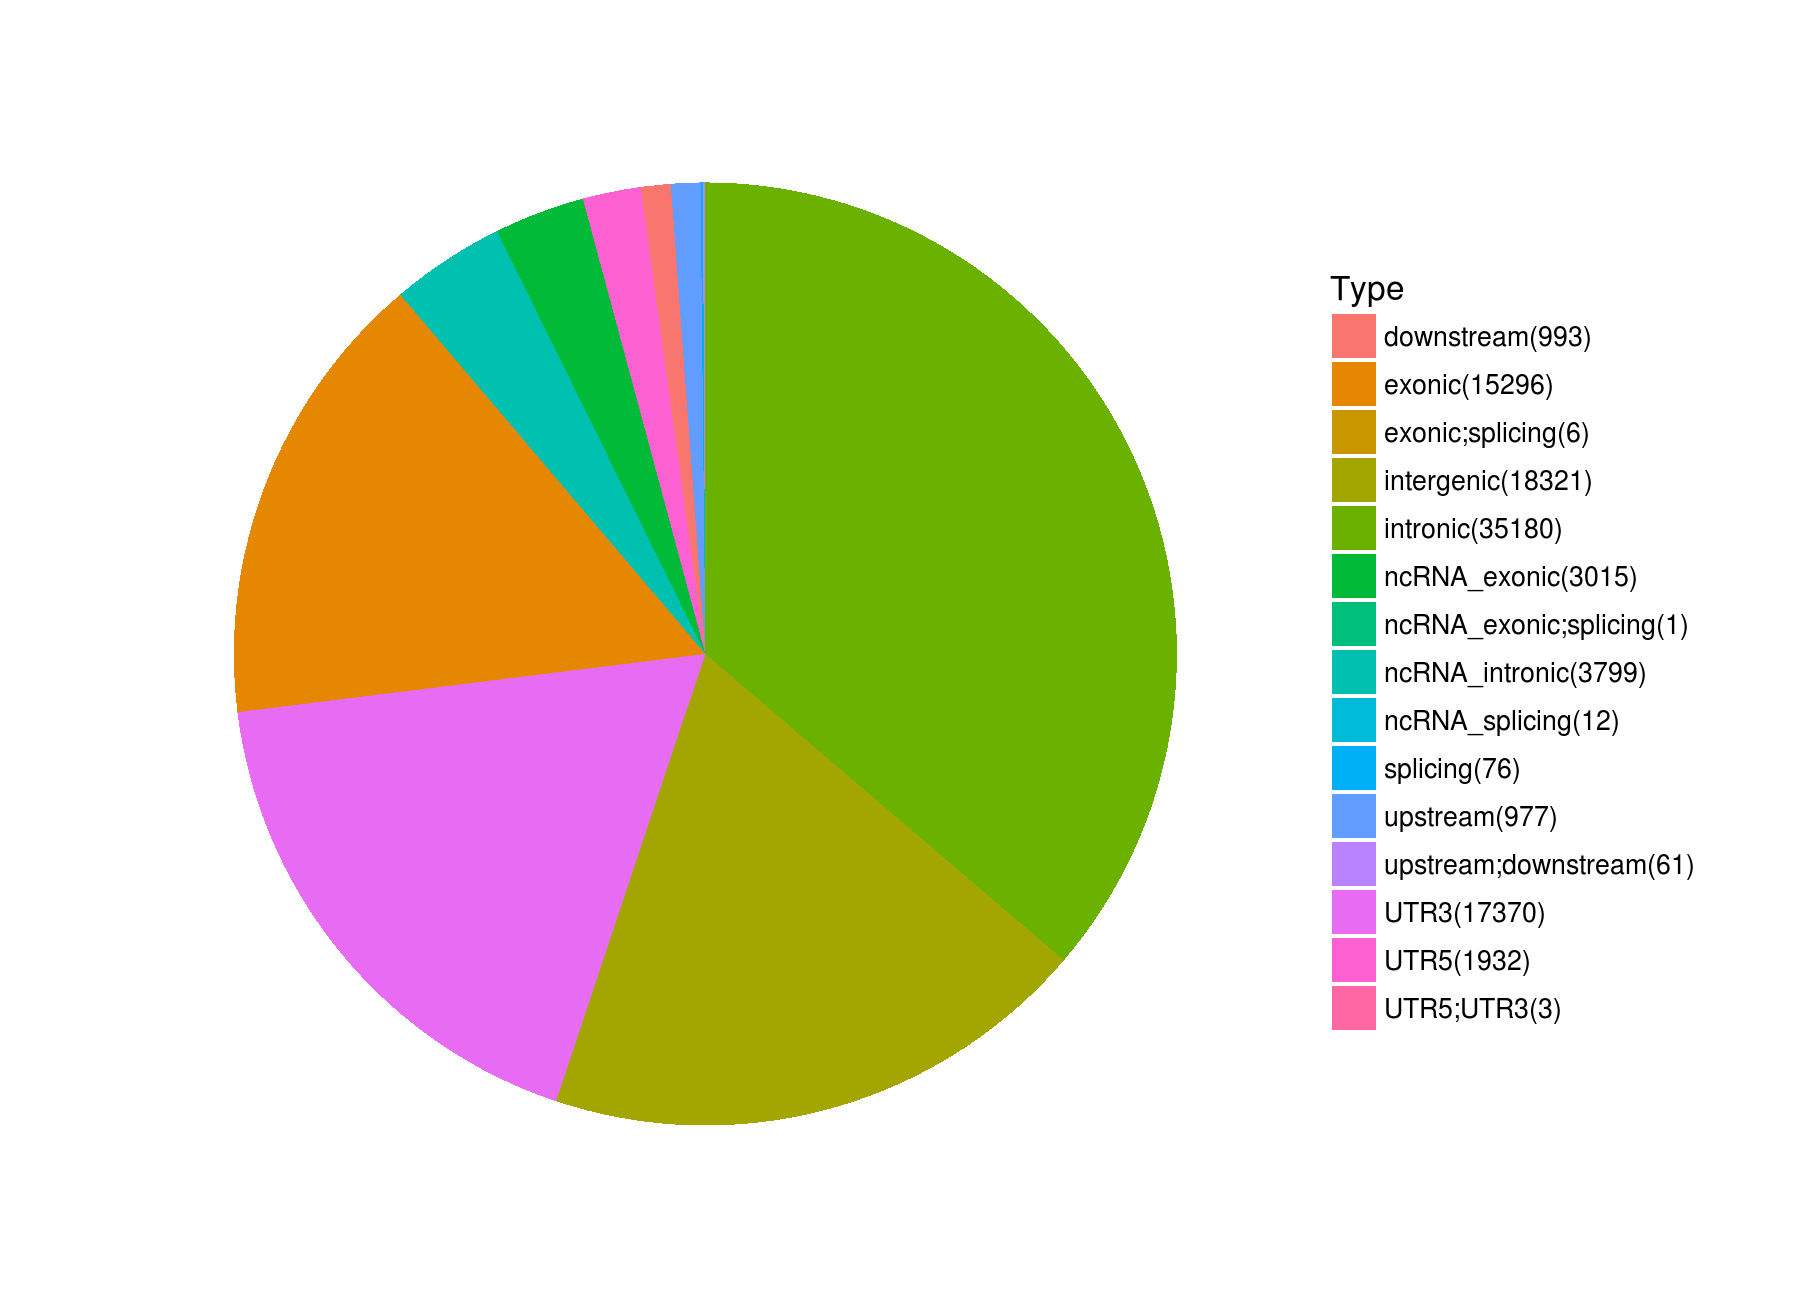 Type
downstream(993)
exonic(15296)
exonic;splicing(6)
intergenic(18321)
intronic(35180)
ncRNA_exonic(3015)
ncRNA_exonic;splicing(1)
ncRNA_intronic(3799)
ncRNA_splicing(12)
splicing(76)
upstream(977)
upstream;downstream(61)
UTR3(17370)
UTR5(1932)
UTR5;UTR3(3)